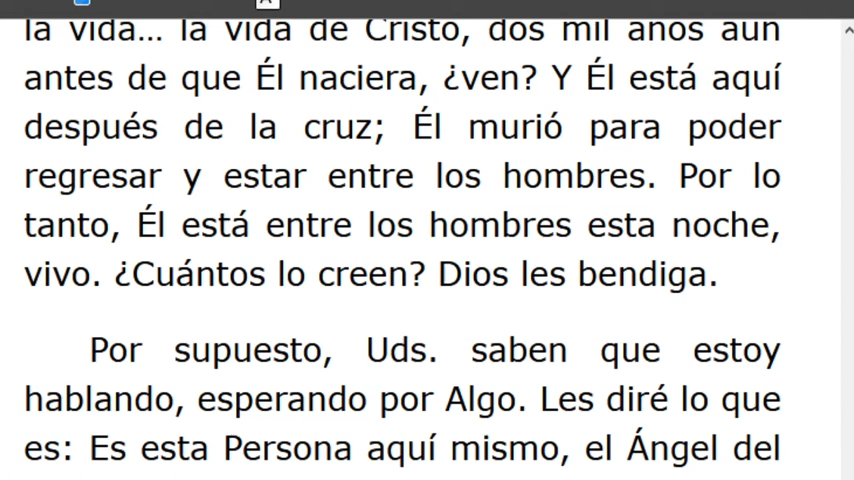 la vida… la vida de Cristo, dos mil años aun
antes de que Él naciera, ¿ven? Y Él está aquí
después de la cruz; Él murió para poder
regresar y estar entre los hombres. Por lo
tanto, Él está entre los hombres esta noche,
vivo. ¿Cuántos lo creen? Dios les bendiga.
Por supuesto, Uds. saben que estoy
hablando, esperando por Algo. Les diré lo que
es: Es esta Persona aquí mismo, el Ángel del